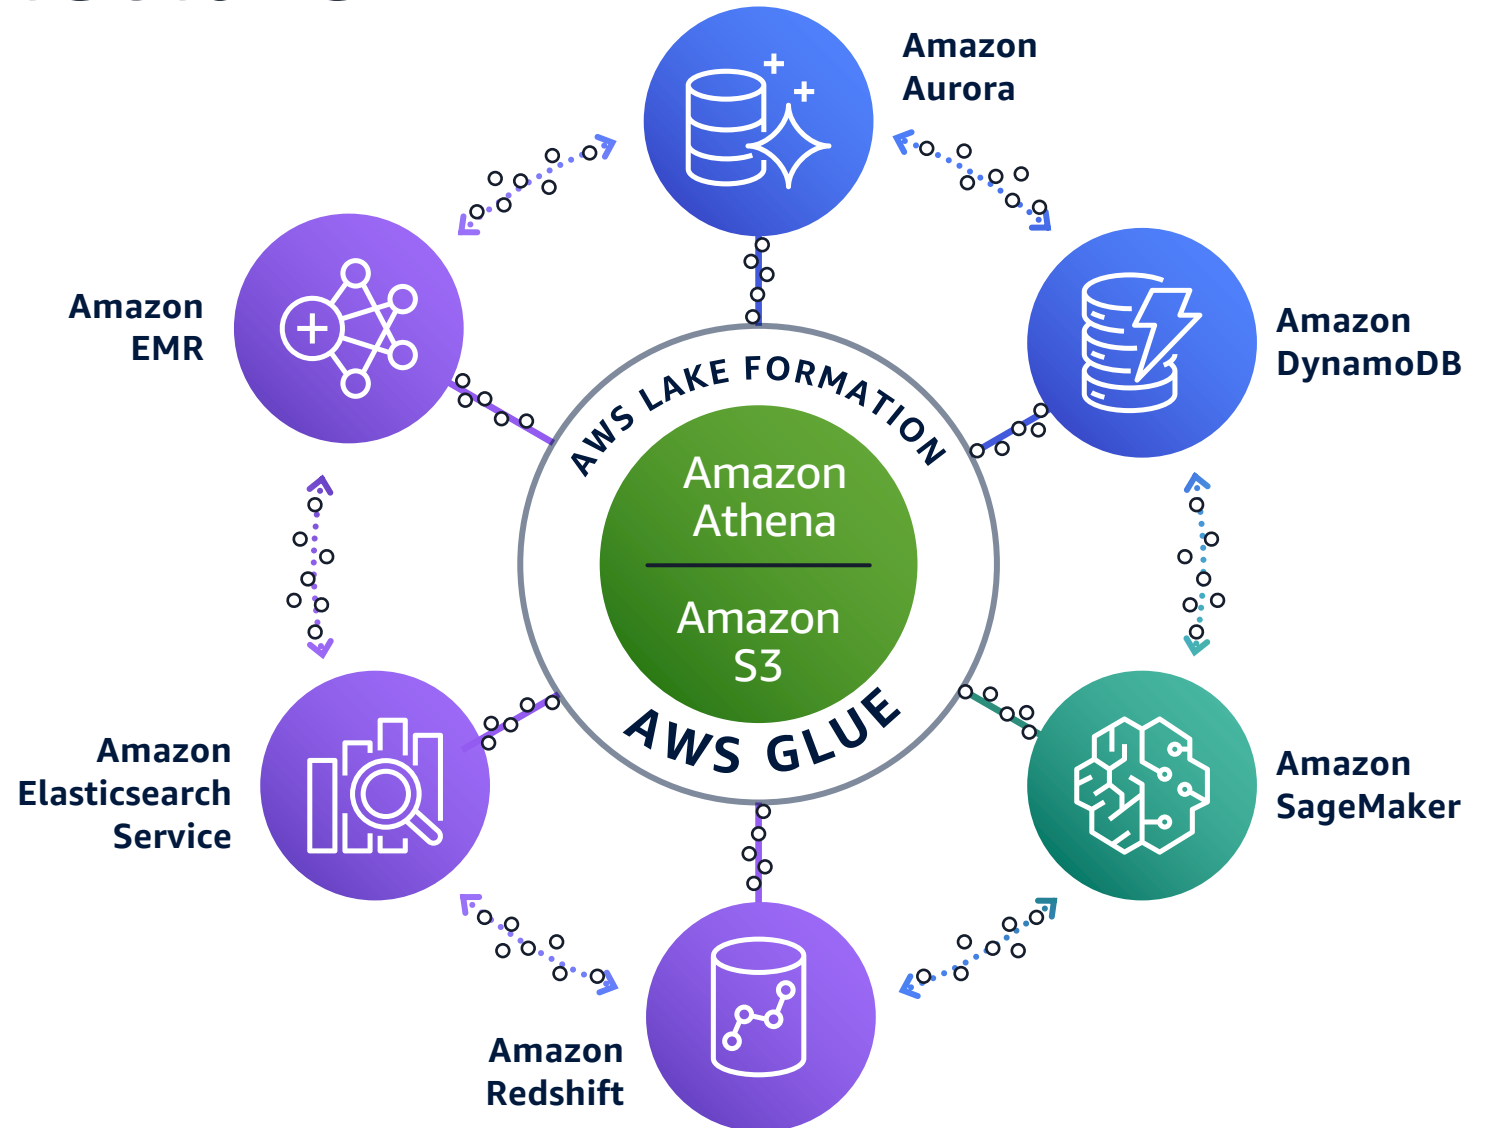 Amazon
Aurora
Amazon
EMR
Amazon
DynamoDB
AWS LAKE FORMATION
Amazon
Athena
Amazon
S3
AWS GLUE
Amazon
Elasticsearch
Service
Amazon
SageMaker
Amazon
Redshift